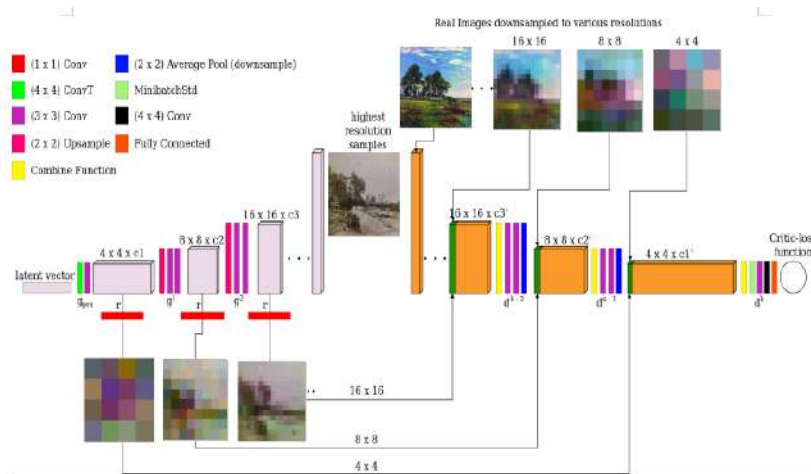 Real Images downsampled to various resolutions
16 x 16
8 x 8
4 x 4
(1 x 1) Conv
(2 x 2) Average Pool (downsample)
(4 x 4) ConvT
MinibatchStd
(3 x 3) Conv
(4 x 4) Conv
(2 x 2) Upsample
Fully Connected
Combine Function
highest
resolution
samples
16 x 16 x c3
8 x 8 x c2
4 x 4 x c1
16 x 16 x c3'
8 x 8 x c2'
4 x 4 x c1'
Critic-loss
function
latent vector
g¹
g²
r
r
r
16 x 16
8 x 8
4 x 4